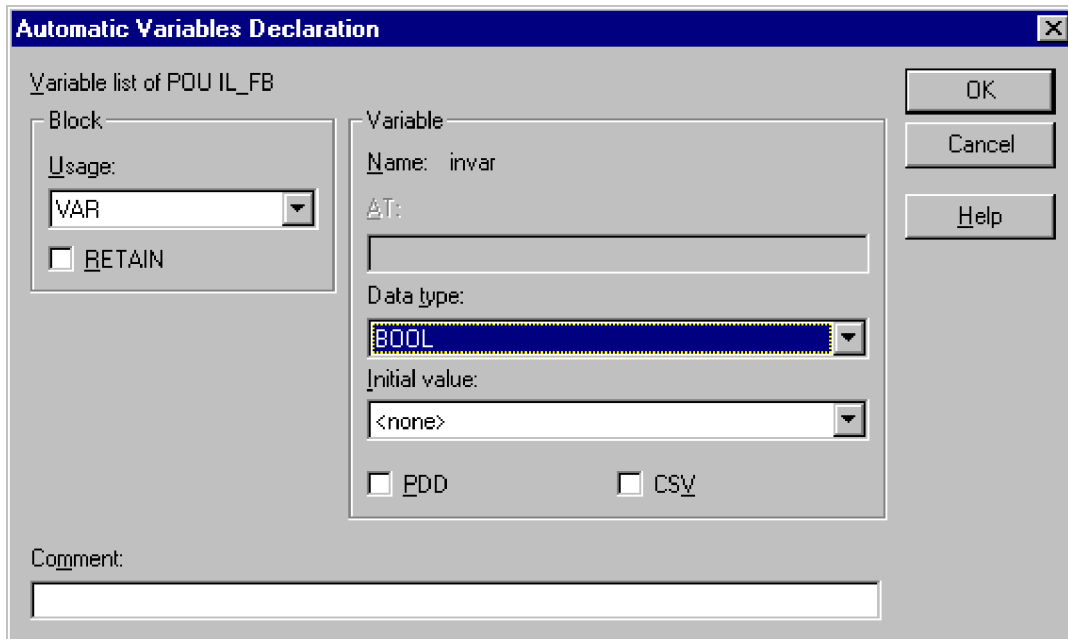 Automatic Variables Declaration
Variable list of POU IL_FB
Block
Usage:
VAR
RETAIN
Variable
Name: invar
AT:
Data type:
BOOL
Initial value:
<none>
PDD CSV
OK
Cancel
Help
Comment: